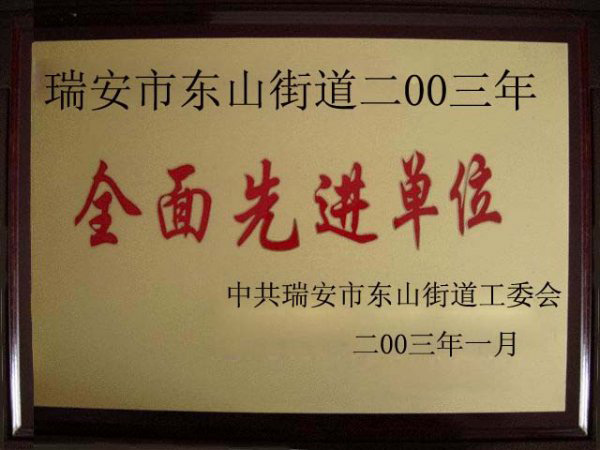 瑞安市东山街道二00三年
全面先进单位
中共瑞安市东山街道工委会
二00三年一月